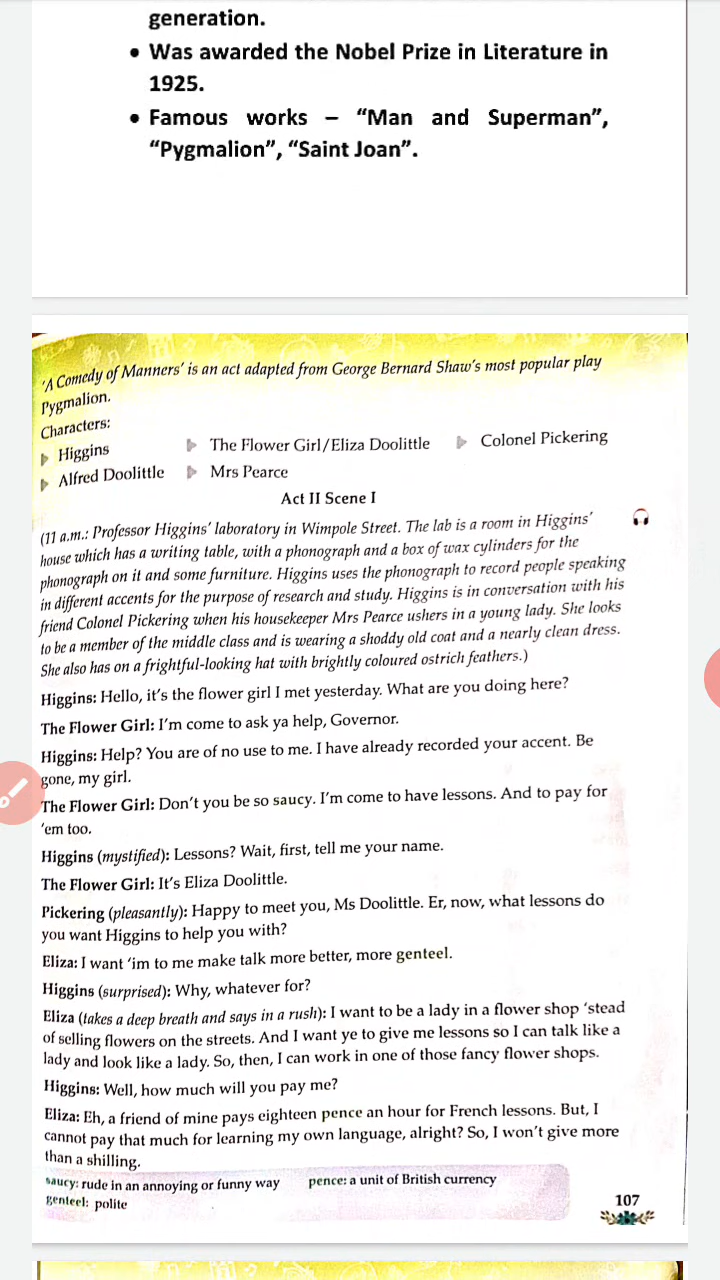 generation.
• Was awarded the Nobel Prize in Literature in
1925.
• Famous works – “Man and Superman”,
“Pygmalion”, “Saint Joan”.
‘A Comedy of Manners’ is an act adapted from George Bernard Shaw’s most popular play
Pygmalion.
Characters:
Higgins The Flower Girl/Eliza Doolittle Colonel Pickering
Alfred Doolittle Mrs Pearce
Act II Scene I
(11 a.m.: Professor Higgins’ laboratory in Wimpole Street. The lab is a room in Higgins’
house which has a writing table, with a phonograph and a box of wax cylinders for the
phonograph on it and some furniture. Higgins uses the phonograph to record people speaking
in different accents for the purpose of research and study. Higgins is in conversation with his
friend Colonel Pickering when his housekeeper Mrs Pearce ushers in a young lady. She looks
to be a member of the middle class and is wearing a shoddy old coat and a nearly clean dress.
She also has on a frightful-looking hat with brightly coloured ostrich feathers.)
Higgins: Hello, it’s the flower girl I met yesterday. What are you doing here?
The Flower Girl: I’m come to ask ya help, Governor.
Higgins: Help? You are of no use to me. I have already recorded your accent. Be
gone, my girl.
The Flower Girl: Don’t you be so saucy. I’m come to have lessons. And to pay for
’em too.
Higgins (mystified): Lessons? Wait, first, tell me your name.
The Flower Girl: It’s Eliza Doolittle.
Pickering (pleasantly): Happy to meet you, Ms Doolittle. Er, now, what lessons do
you want Higgins to help you with?
Eliza: I want ‘im to me make talk more better, more genteel.
Higgins (surprised): Why, whatever for?
Eliza (takes a deep breath and says in a rush): I want to be a lady in a flower shop ‘stead
of selling flowers on the streets. And I want ye to give me lessons so I can talk like a
lady and look like a lady. So, then, I can work in one of those fancy flower shops.
Higgins: Well, how much will you pay me?
Eliza: Eh, a friend of mine pays eighteen pence an hour for French lessons. But, I
cannot pay that much for learning my own language, alright? So, I won’t give more
than a shilling.
saucy: rude in an annoying or funny way pence: a unit of British currency
genteel: polite
107